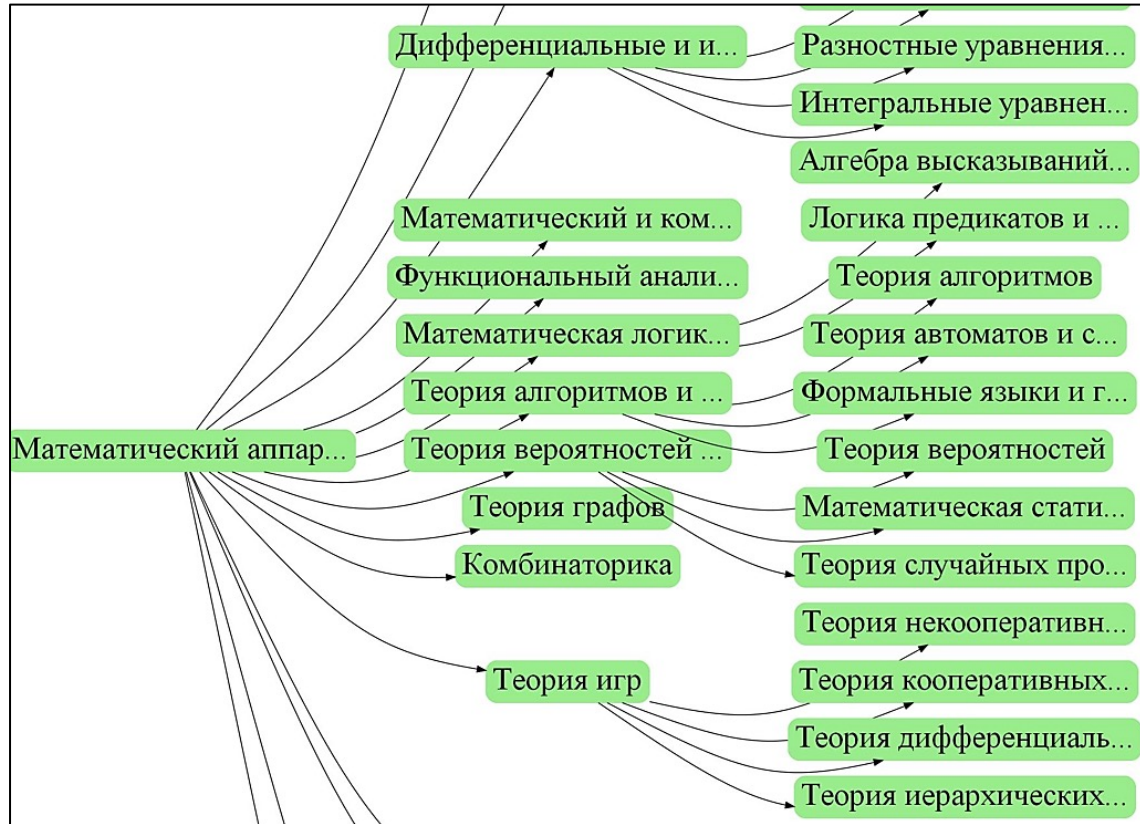 Дифференциальные и и...
Разностные уравнения...
Интегральные уравнен...
Алгебра высказываний...
Математический и ком...
Логика предикатов и ...
Функциональный анали...
Теория алгоритмов
Математическая логик...
Теория автоматов и с...
Теория алгоритмов и ...
Формальные языки и г...
Математический аппар...
Теория вероятностей ...
Теория вероятностей
Теория графов
Математическая стати...
Комбинаторика
Теория случайных про...
Теория некооперативн...
Теория игр
Теория кооперативных...
Теория дифференциаль...
Теория иерархических...